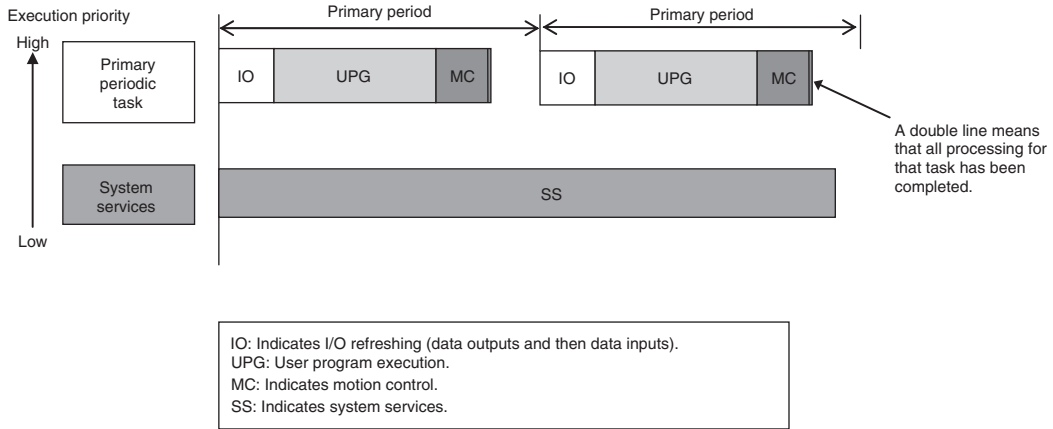 Execution priority
High
Low
Primary period
Primary period
Primary
periodic
task
IO
UPG
MC
IO
UPG
MC
A double line means
that all processing for
that task has been
completed.
System
services
SS
IO: Indicates I/O refreshing (data outputs and then data inputs).
UPG: User program execution.
MC: Indicates motion control.
SS: Indicates system services.